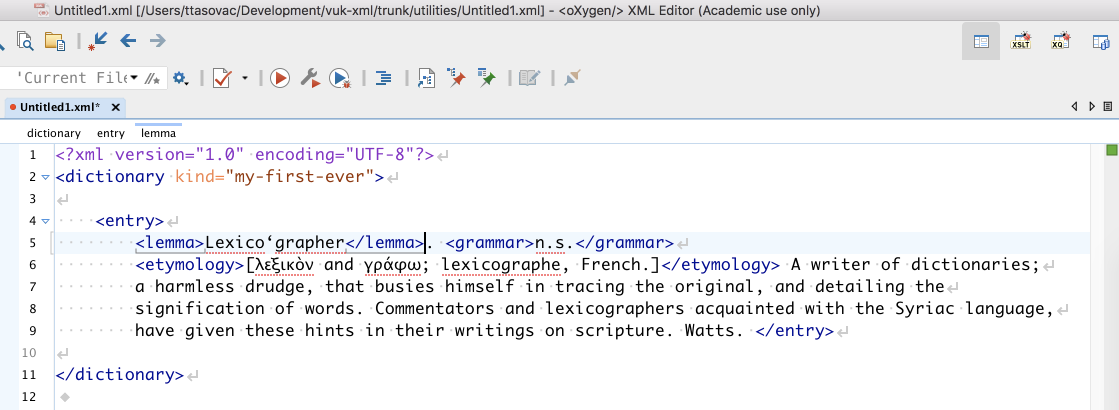 Untitled1.xml [/Users/ttasovac/Development/vuk-xml/trunk/utilities/Untitled1.xml] - <oXygen/> XML Editor (Academic use only)
XSLT XQ
'Current File
Untitled1.xml* ×
dictionary entry lemma
1 <?xml version="1.0" encoding="UTF-8"?>
2 <dictionary kind="my-first-ever">
3
4 <entry>
5 <lemma>Lexico‘grapher</lemma>. <grammar>n.s.</grammar>
6 <etymology>[λεξικὸν and γράφω; lexicographe, French.]</etymology> A writer of dictionaries;
7 a harmless drudge, that busies himself in tracing the original, and detailing the
8 signification of words. Commentators and lexicographers acquainted with the Syriac language,
9 have given these hints in their writings on scripture. Watts. </entry>
10
11 </dictionary>
12